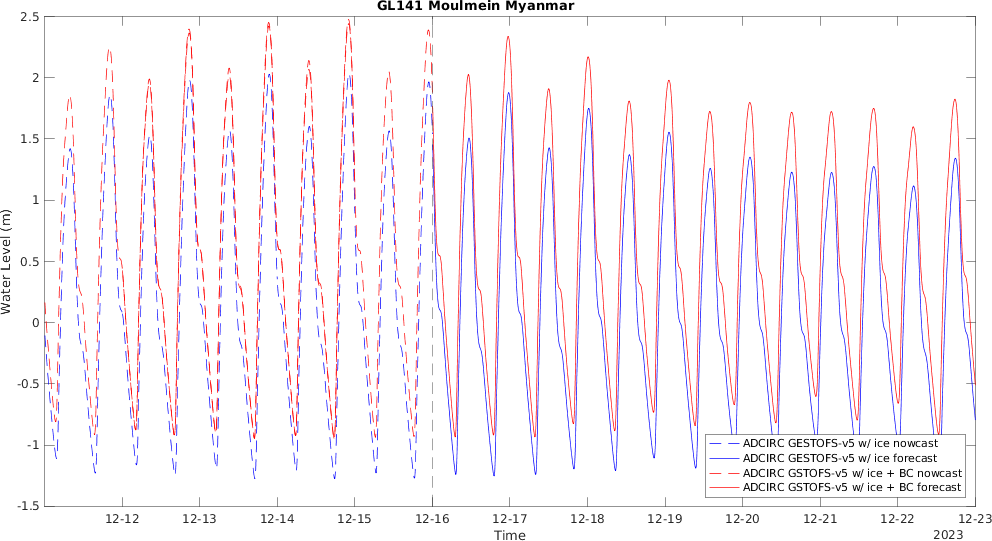 GL141 Moulmein Myanmar
2.5
2
1.5
1
0.5
0
-0.5
-1
-1.5
Water Level (m)
ADCIRC GESTOFS-v5 w/ ice nowcast
ADCIRC GESTOFS-v5 w/ ice forecast
ADCIRC GSTOFS-v5 w/ ice + BC nowcast
ADCIRC GSTOFS-v5 w/ ice + BC forecast
12-12 12-13 12-14 12-15 12-16 12-17 12-18 12-19 12-20 12-21 12-22 12-23
Time 2023